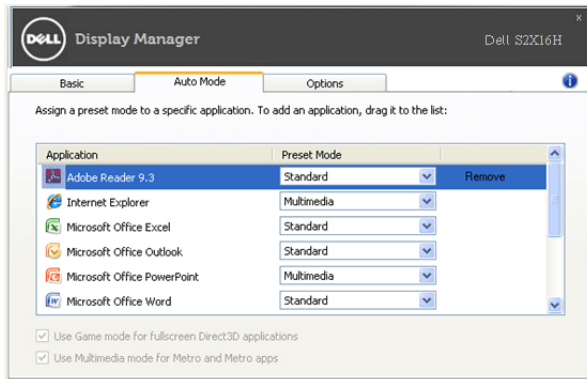 DELL Display Manager Dell S2X16H
Basic Auto Mode Options
Assign a preset mode to a specific application. To add an application, drag it to the list:
Application Preset Mode
Adobe Reader 9.3 Standard Remove
Internet Explorer Multimedia
Microsoft Office Excel Standard
Microsoft Office Outlook Standard
Microsoft Office PowerPoint Multimedia
Microsoft Office Word Standard
Use Game mode for fullscreen Direct3D applications
Use Multimedia mode for Metro and Metro apps